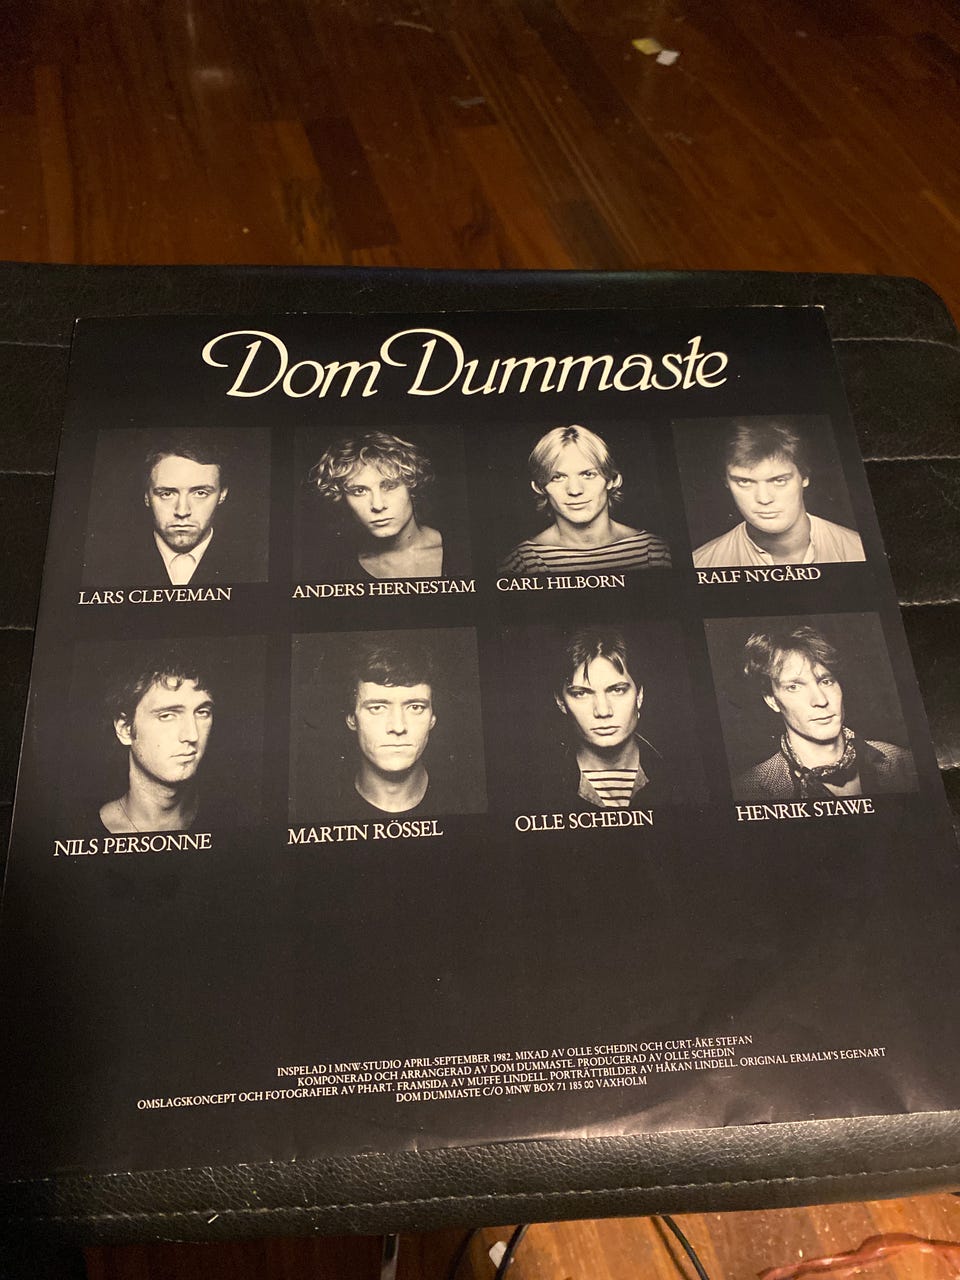 Dom Dummaste
LARS CLEVEMAN
ANDERS HERNESTAM
CARL HILBORN
RALF NYGÅRD
NILS PERSONNE
MARTIN RÖSSEL
OLLE SCHEDIN
HENRIK STAWE
INSPELAD I MNW-STUDIO APRIL-SEPTEMBER 1982. MIXAD AV OLLE SCHEDIN OCH CURT-ÅKE STEFAN
KOMPONERAD OCH ARRANGERAD AV DOM DUMMASTE. PRODUCERAD AV OLLE SCHEDIN
OMSLAGSKONCEPT OCH FOTOGRAFIER AV PHART. FRAMSIDA AV MUFFE LINDELL. PORTRÄTTBILDER AV HÅKAN LINDELL. ORIGINAL ERMALM'S EGENART
DOM DUMMASTE C/O MNW BOX 71 185 00 VAXHOLM